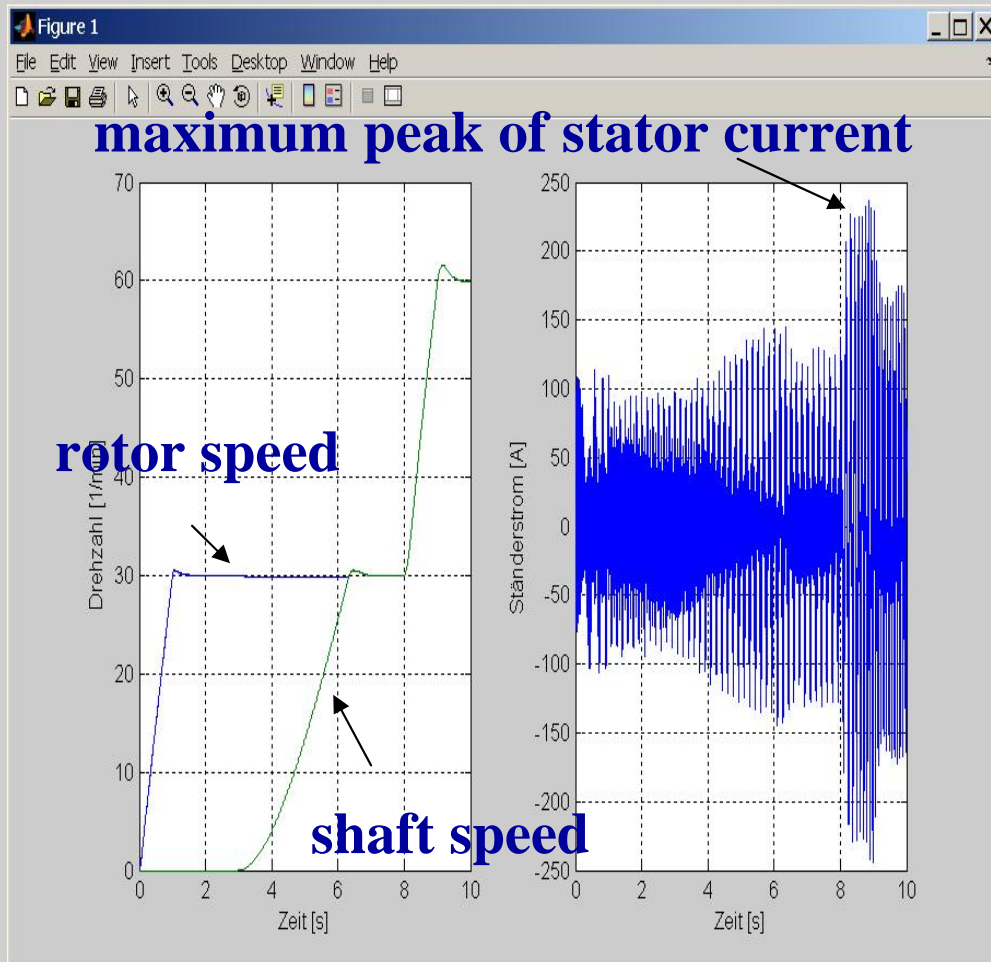 Figure 1
File Edit View Insert Tools Desktop Window Help
maximum peak of stator current
70
60
50
40
30
20
10
0
0 2 4 6 8 10
Drehzahl [1/min]
Zeit [s]
rotor speed
shaft speed
250
200
150
100
50
0
-50
-100
-150
-200
-250
0 2 4 6 8 10
Ständerstrom [A]
Zeit [s]